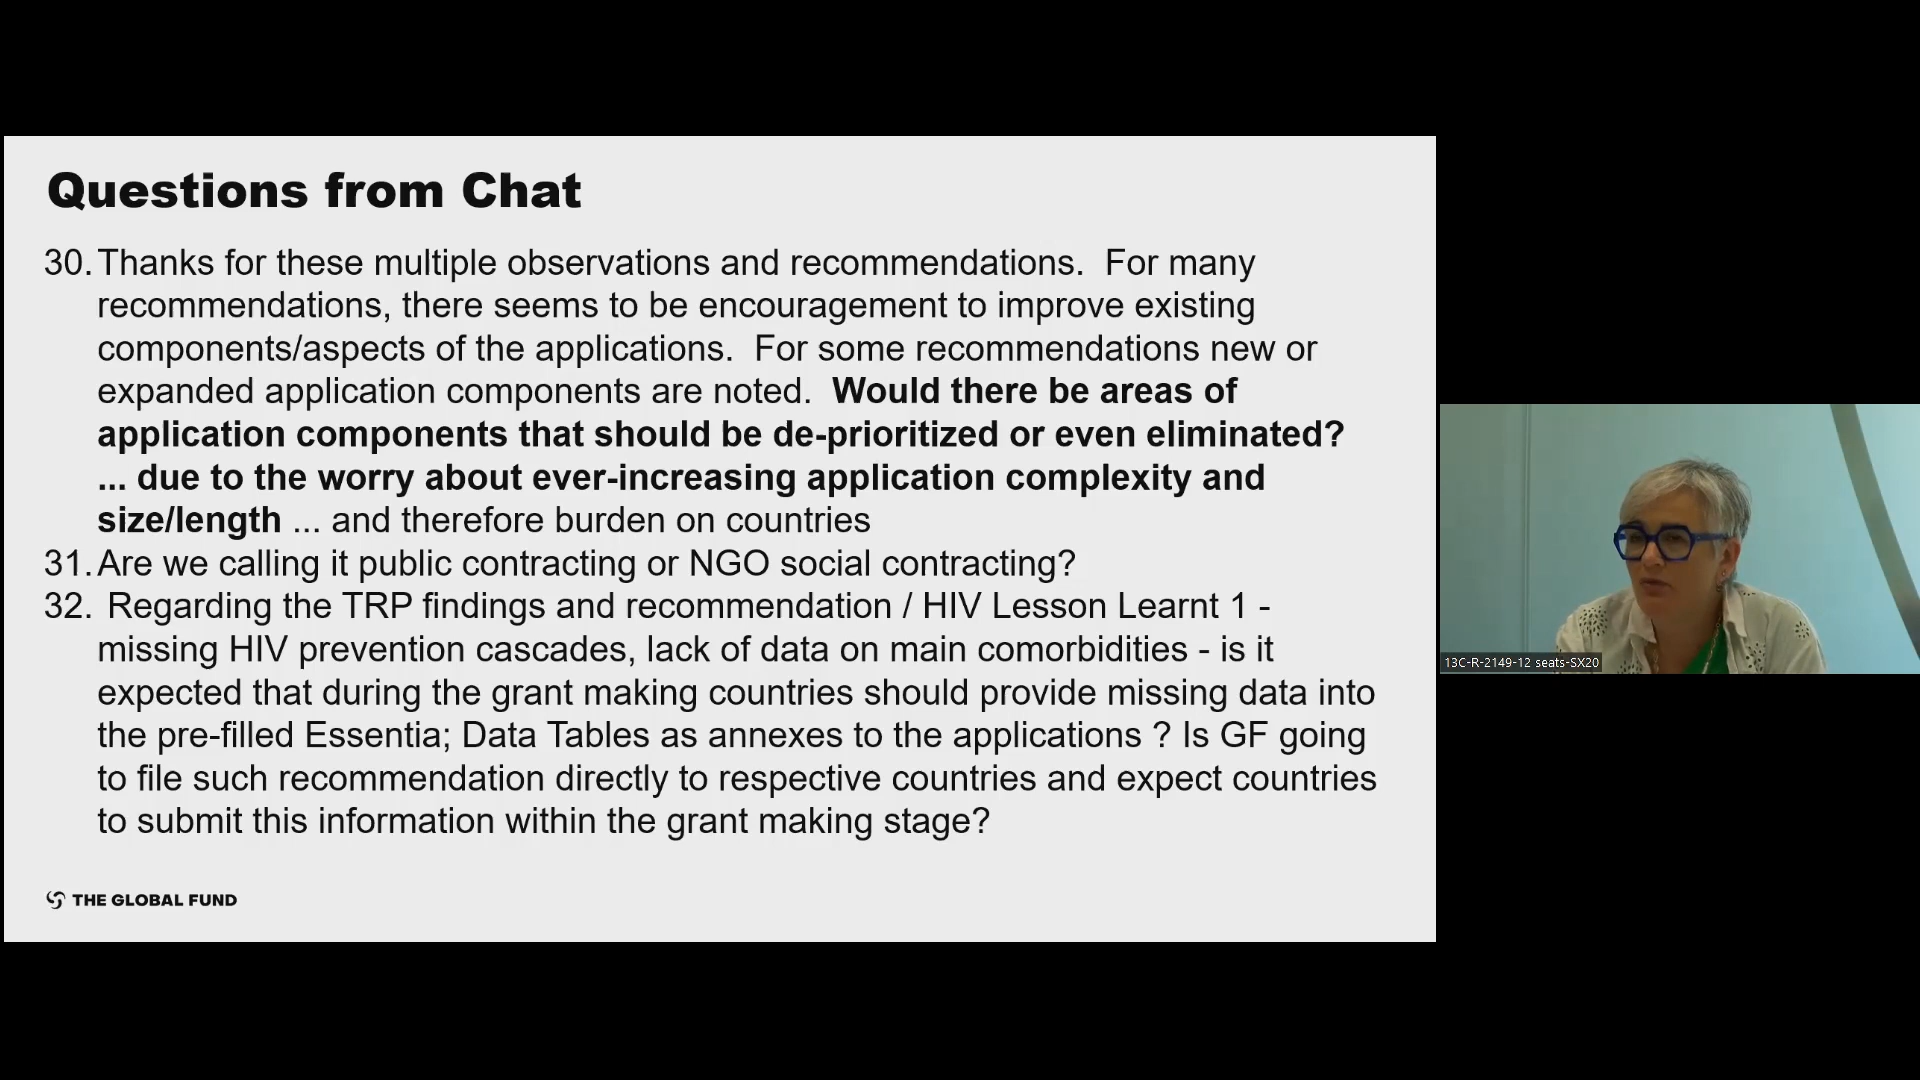 Questions from Chat
30. Thanks for these multiple observations and recommendations.  For many
recommendations, there seems to be encouragement to improve existing
components/aspects of the applications.  For some recommendations new or
expanded application components are noted.  Would there be areas of
application components that should be de-prioritized or even eliminated?
... due to the worry about ever-increasing application complexity and
size/length ... and therefore burden on countries
31. Are we calling it public contracting or NGO social contracting?
32. Regarding the TRP findings and recommendation / HIV Lesson Learnt 1 -
missing HIV prevention cascades, lack of data on main comorbidities - is it
expected that during the grant making countries should provide missing data into
the pre-filled Essentia; Data Tables as annexes to the applications ? Is GF going
to file such recommendation directly to respective countries and expect countries
to submit this information within the grant making stage?
THE GLOBAL FUND
13C-R-2149-12 seats-SX20